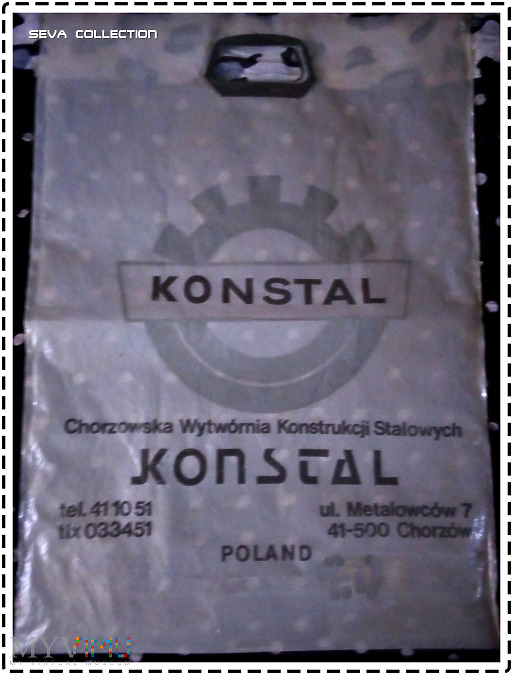 SEVA COLLECTION
KONSTAL
Chorzowska Wytwórnia Konstrukcji Stalowych
KONSTAL
tel. 41 10 51
ul. Metalowców 7
tlx 033451
41-500 Chorzów
POLAND